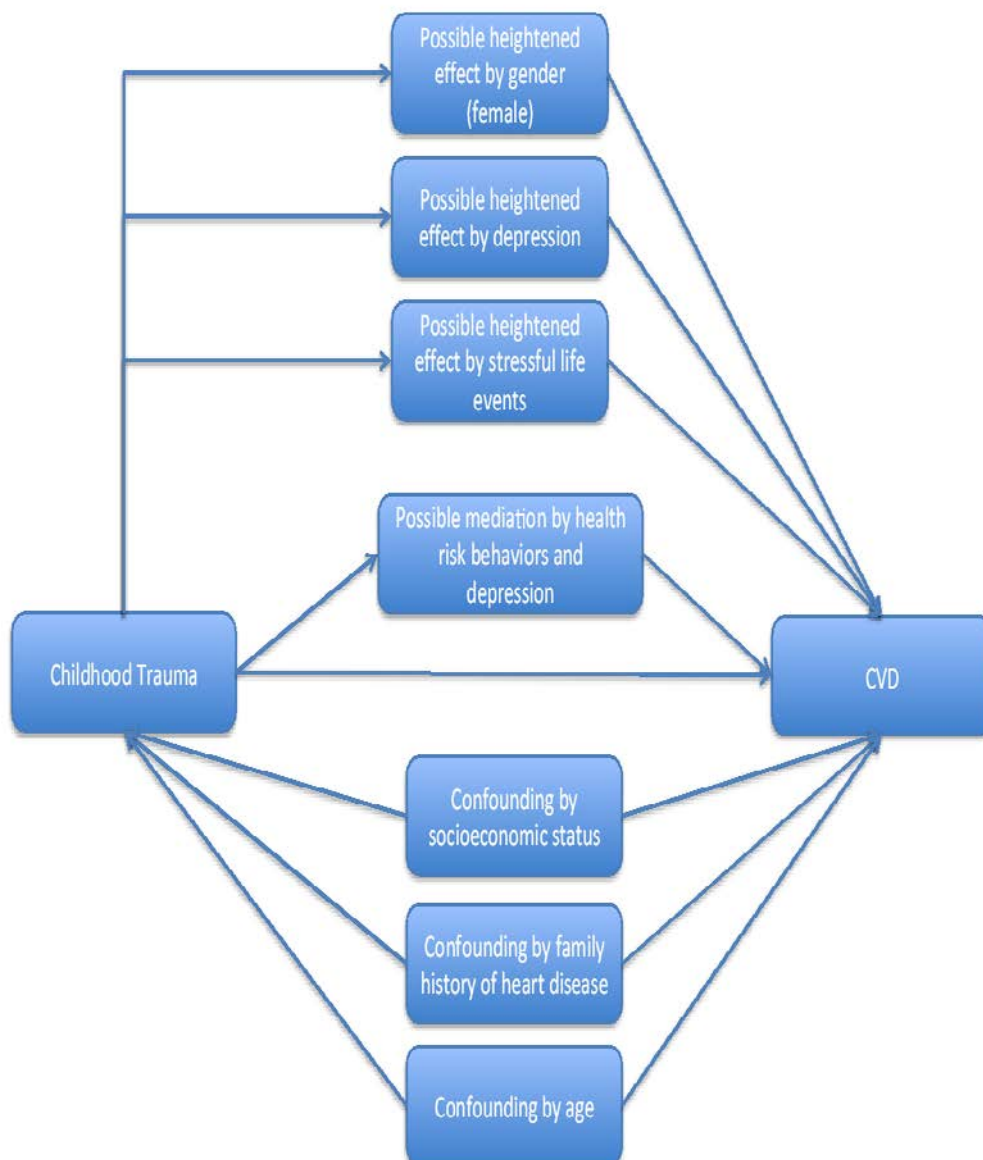 Possible heightened
effect by gender
(female)
Possible heightened
effect by depression
Possible heightened
effect by stressful life
events
Possible mediation by health
risk behaviors and
depression
Childhood Trauma
CVD
Confounding by
socioeconomic status
Confounding by family
history of heart disease
Confounding by age